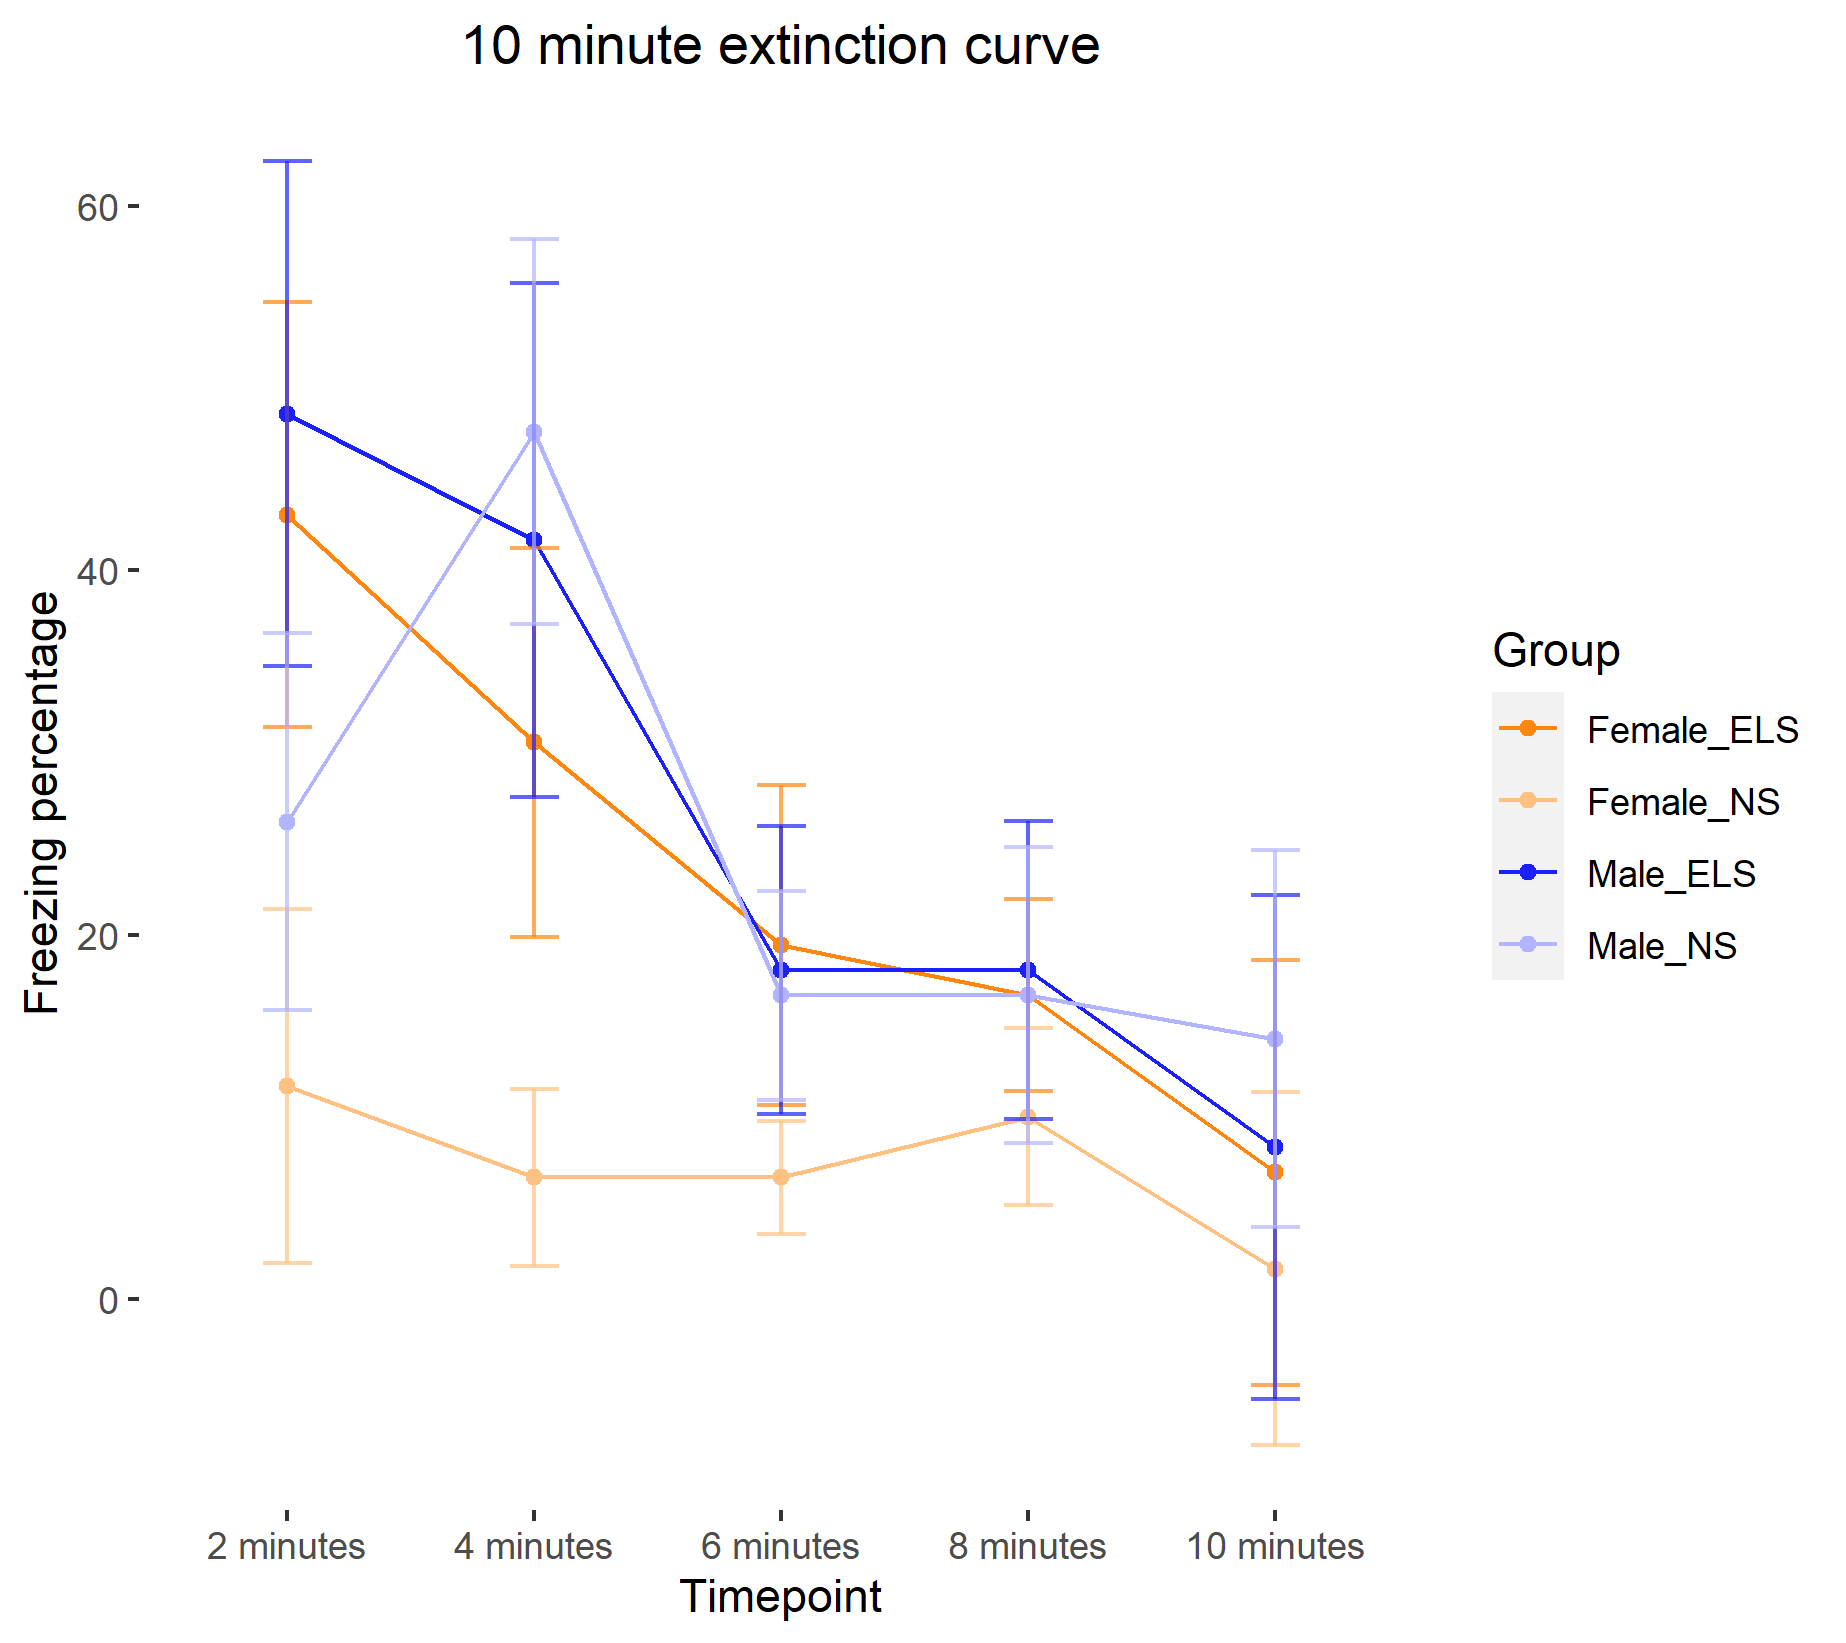 10 minute extinction curve
Freezing percentage
60
40
20
0
2 minutes 4 minutes 6 minutes 8 minutes 10 minutes
Timepoint
Group
Female_ELS
Female_NS
Male_ELS
Male_NS